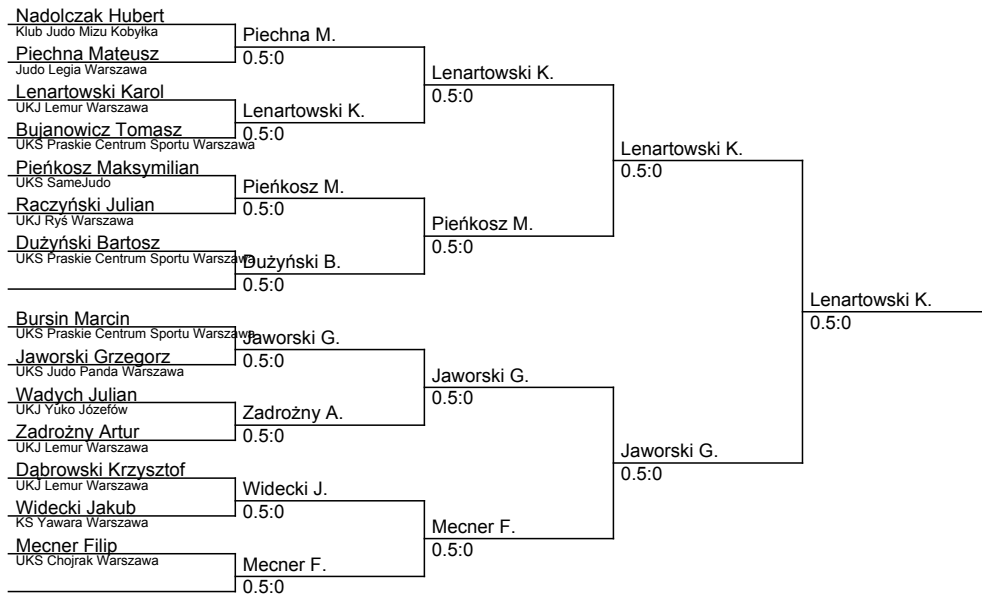 Nadolczak Hubert
Klub Judo Mizu Kobyłka
Piechna Mateusz
Judo Legia Warszawa
Lenartowski Karol
UKJ Lemur Warszawa
Bujanowicz Tomasz
UKS Praskie Centrum Sportu Warszawa
Pieńkosz Maksymilian
UKS SameJudo
Raczyński Julian
UKJ Ryś Warszawa
Dużyński Bartosz
UKS Praskie Centrum Sportu Warszawa
Bursin Marcin
UKS Praskie Centrum Sportu Warszawa
Jaworski Grzegorz
UKS Judo Panda Warszawa
Wadych Julian
UKJ Yuko Józefów
Zadrożny Artur
UKJ Lemur Warszawa
Dąbrowski Krzysztof
UKJ Lemur Warszawa
Widecki Jakub
KS Yawara Warszawa
Mecner Filip
UKS Chojrak Warszawa
Piechna M.
0.5:0
Lenartowski K.
0.5:0
Pieńkosz M.
0.5:0
Dużyński B.
0.5:0
Jaworski G.
0.5:0
Zadrożny A.
0.5:0
Widecki J.
0.5:0
Mecner F.
0.5:0
Lenartowski K.
0.5:0
Pieńkosz M.
0.5:0
Jaworski G.
0.5:0
Mecner F.
0.5:0
Lenartowski K.
0.5:0
Jaworski G.
0.5:0
Lenartowski K.
0.5:0